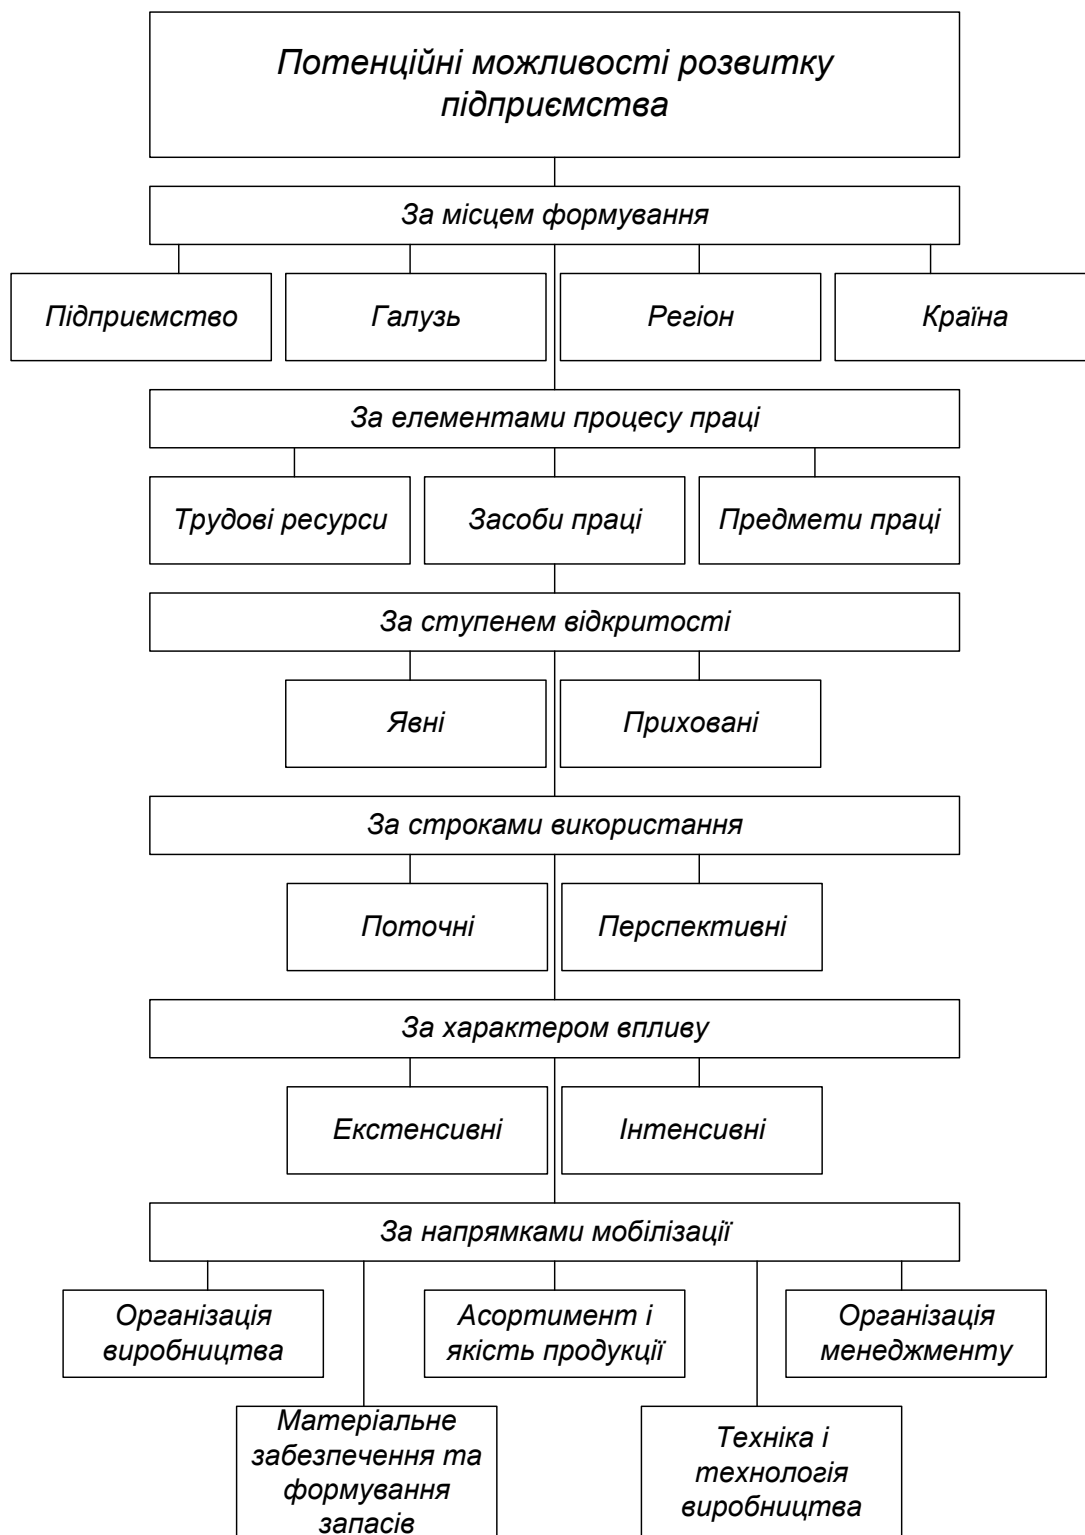 Потенційні можливості розвитку
підприємства
За місцем формування
Підприємство
Галузь
Регіон
Країна
За елементами процесу праці
Трудові ресурси
Засоби праці
Предмети праці
За ступенем відкритості
Явні
Приховані
За строками використання
Поточні
Перспективні
За характером впливу
Екстенсивні
Інтенсивні
За напрямками мобілізації
Організація
виробництва
Асортимент і
якість продукції
Організація
менеджменту
Матеріальне
забезпечення та
формування
запасів
Техніка і
технологія
виробництва